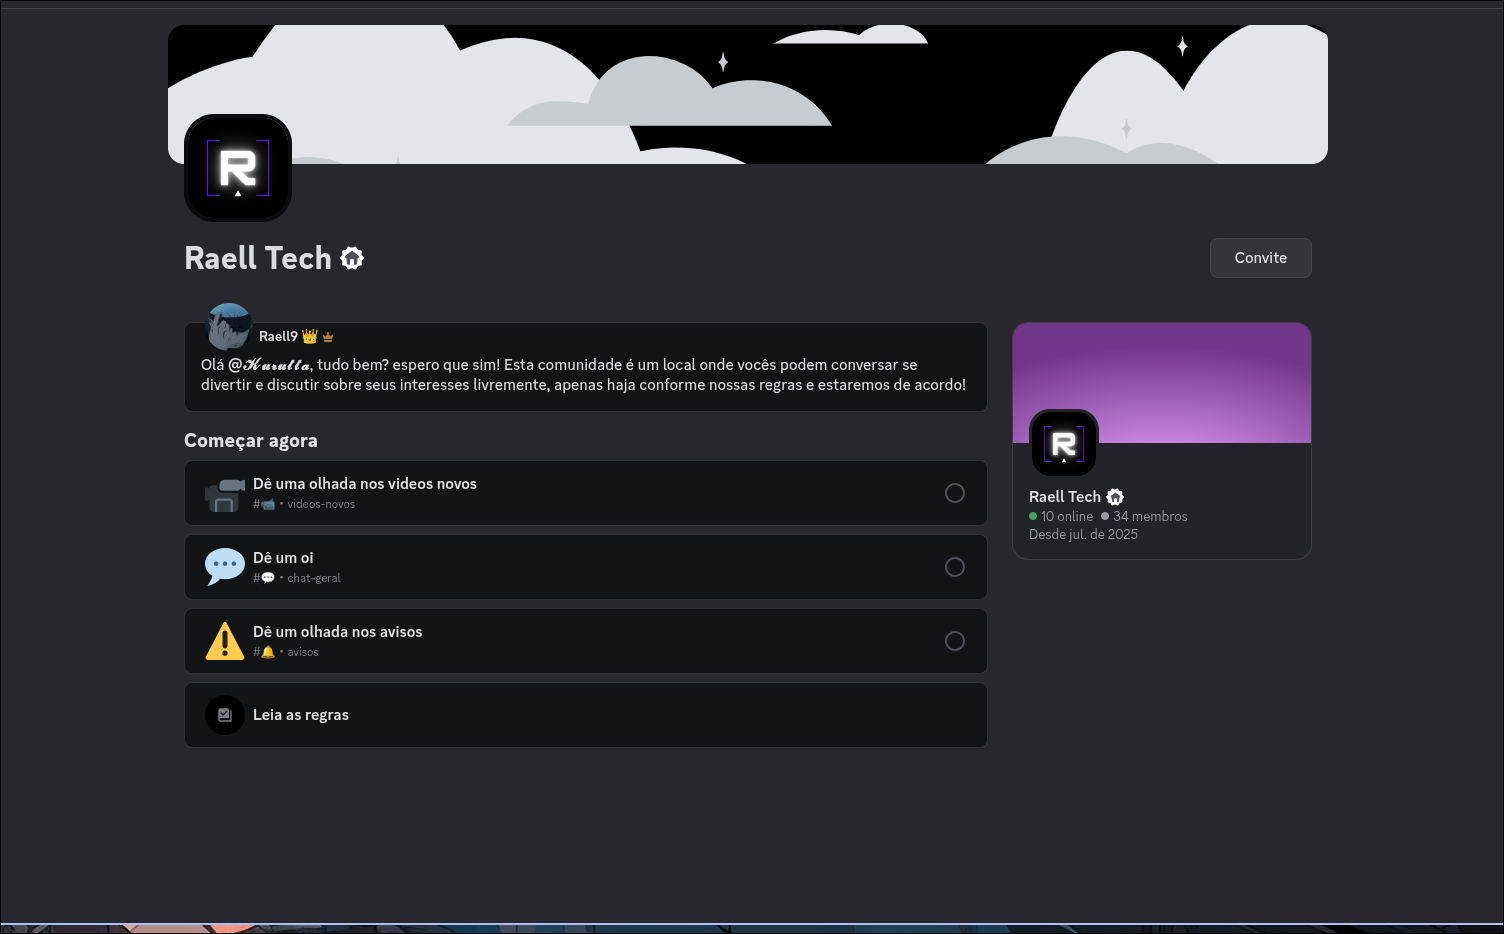 R
Raell Tech
Convite
Raell9 👑
Olá @𝓚𝓪𝓻𝓪𝓵𝓵𝓪, tudo bem? espero que sim! Esta comunidade é um local onde vocês podem conversar se
divertir e discutir sobre seus interesses livremente, apenas haja conforme nossas regras e estaremos de acordo!
Começar agora
Dê uma olhada nos videos novos
#📹 • videos-novos
Dê um oi
#💬 • chat-geral
Dê um olhada nos avisos
#🔔 • avisos
Leia as regras
R
Raell Tech
10 online 34 membros
Desde jul. de 2025